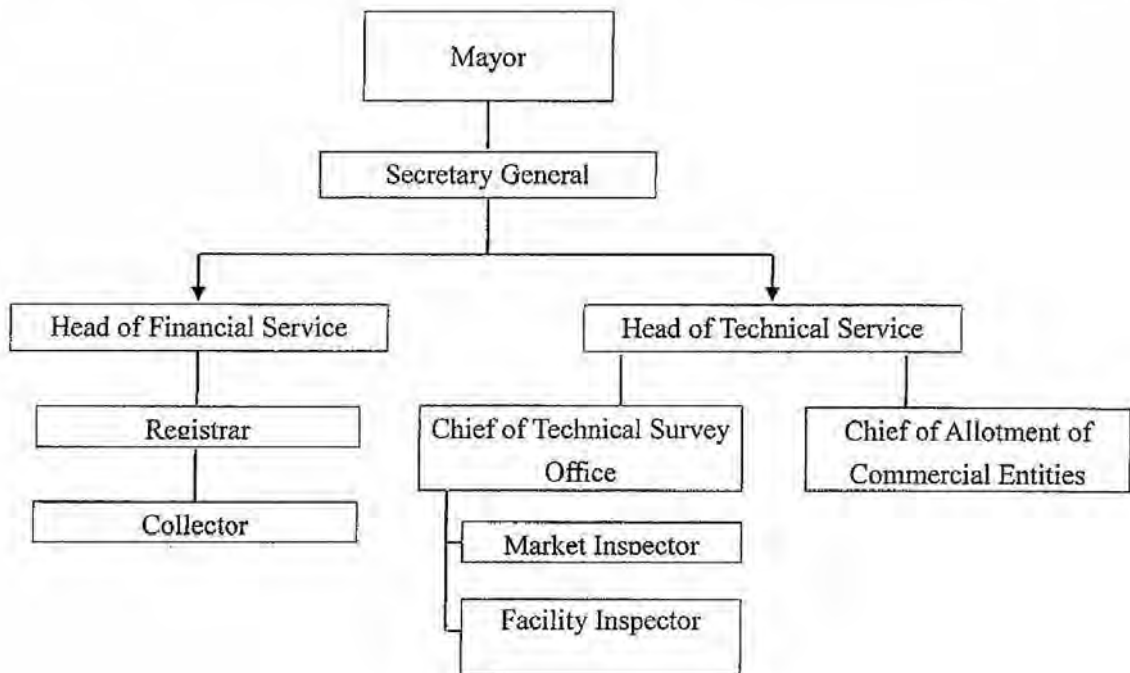 Mayor
Secretary General
Head of Financial Service
Head of Technical Service
Registrar
Chief of Technical Survey
Office
Chief of Allotment of
Commercial Entities
Collector
Market Inspector
Facility Inspector